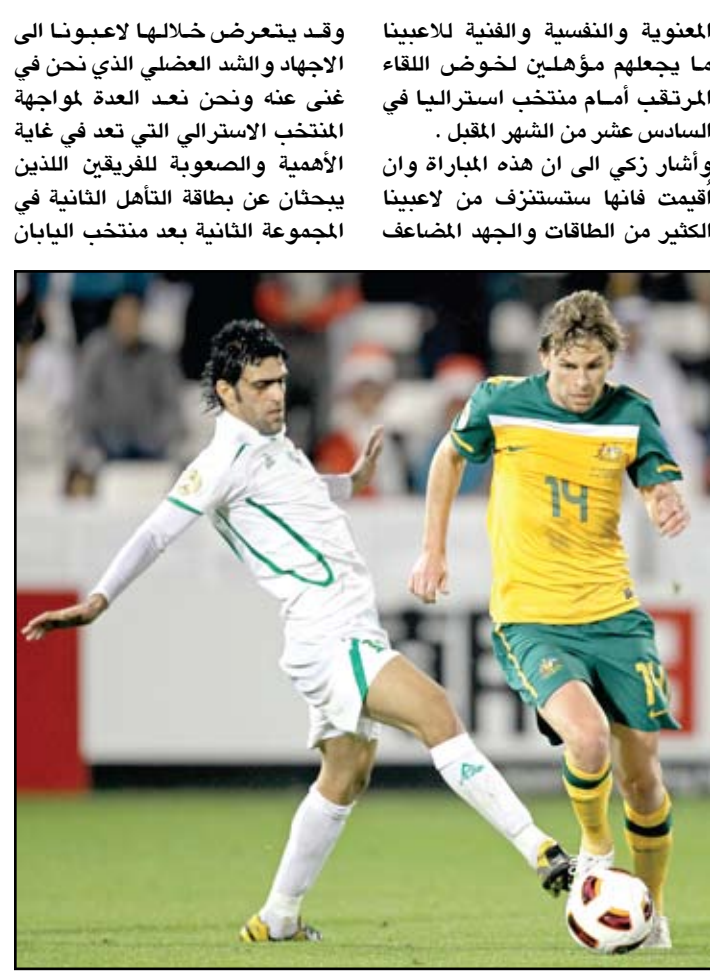 المعنوية والنفسية والفنية للاعبينا
ما يجعلهم مؤهلين لخوض اللقاء
المرتقب أمام منتخب استراليا في
السادس عشر من الشهر المقبل .
وأشار زكي الى ان هذه المباراة وان
أقيمت فانها ستستنزف من لاعبينا
الكثير من الطاقات والجهد المضاعف
وقد يتعرض خلالها لاعبونا الى
الاجهاد والشد العضلي الذي نحن في
غنى عنه ونحن نعد العدة لمواجهة
المنتخب الاسترالي التي تعد في غاية
الأهمية والصعوبة للفريقين اللذين
يبحثان عن بطاقة التأهل الثانية في
المجموعة الثانية بعد منتخب اليابان
14
14